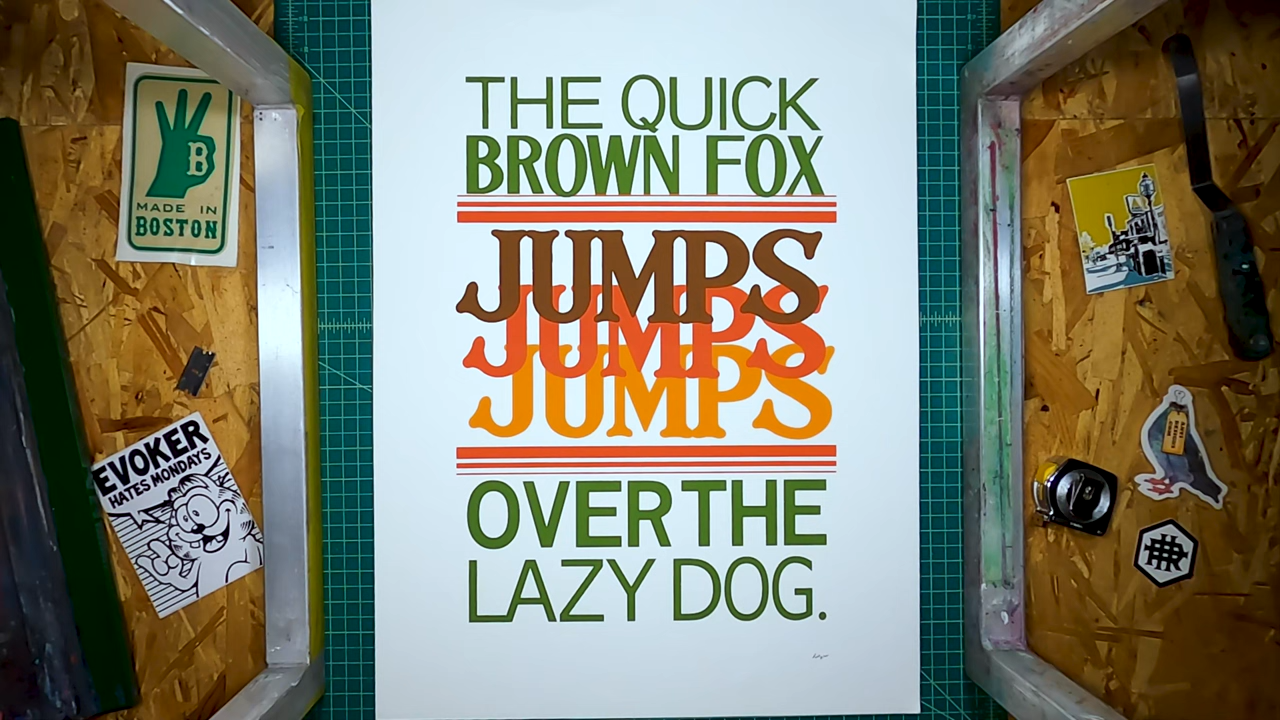 THE QUICK
BROWN FOX
JUMPS
JUMPS
JUMPS
OVER THE
LAZY DOG.
B
MADE IN
BOSTON
EVOKER
HATES MONDAYS